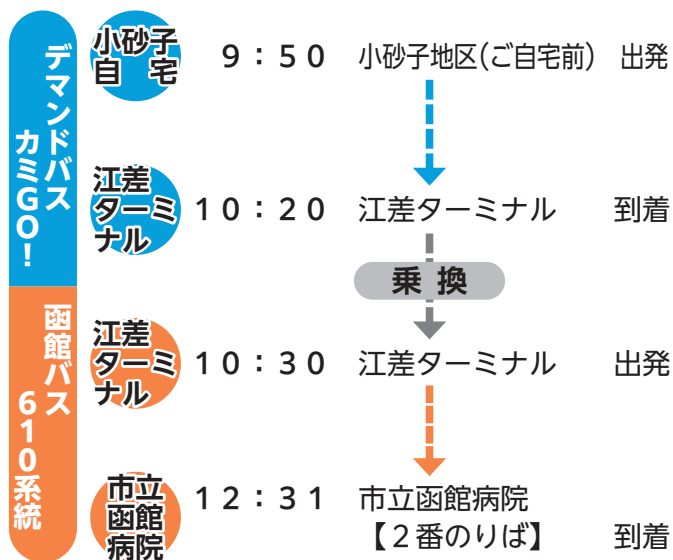 デマンドバス
カミGO！
小砂子
自　宅
9：50　小砂子地区(ご自宅前)　出発
江差
ターミ
ナル
10：20　江差ターミナル　到着
乗 換
函館バス
610系統
江差
ターミ
ナル
10：30　江差ターミナル　出発
市立
函館
病院
12：31　市立函館病院
【２番のりば】　到着